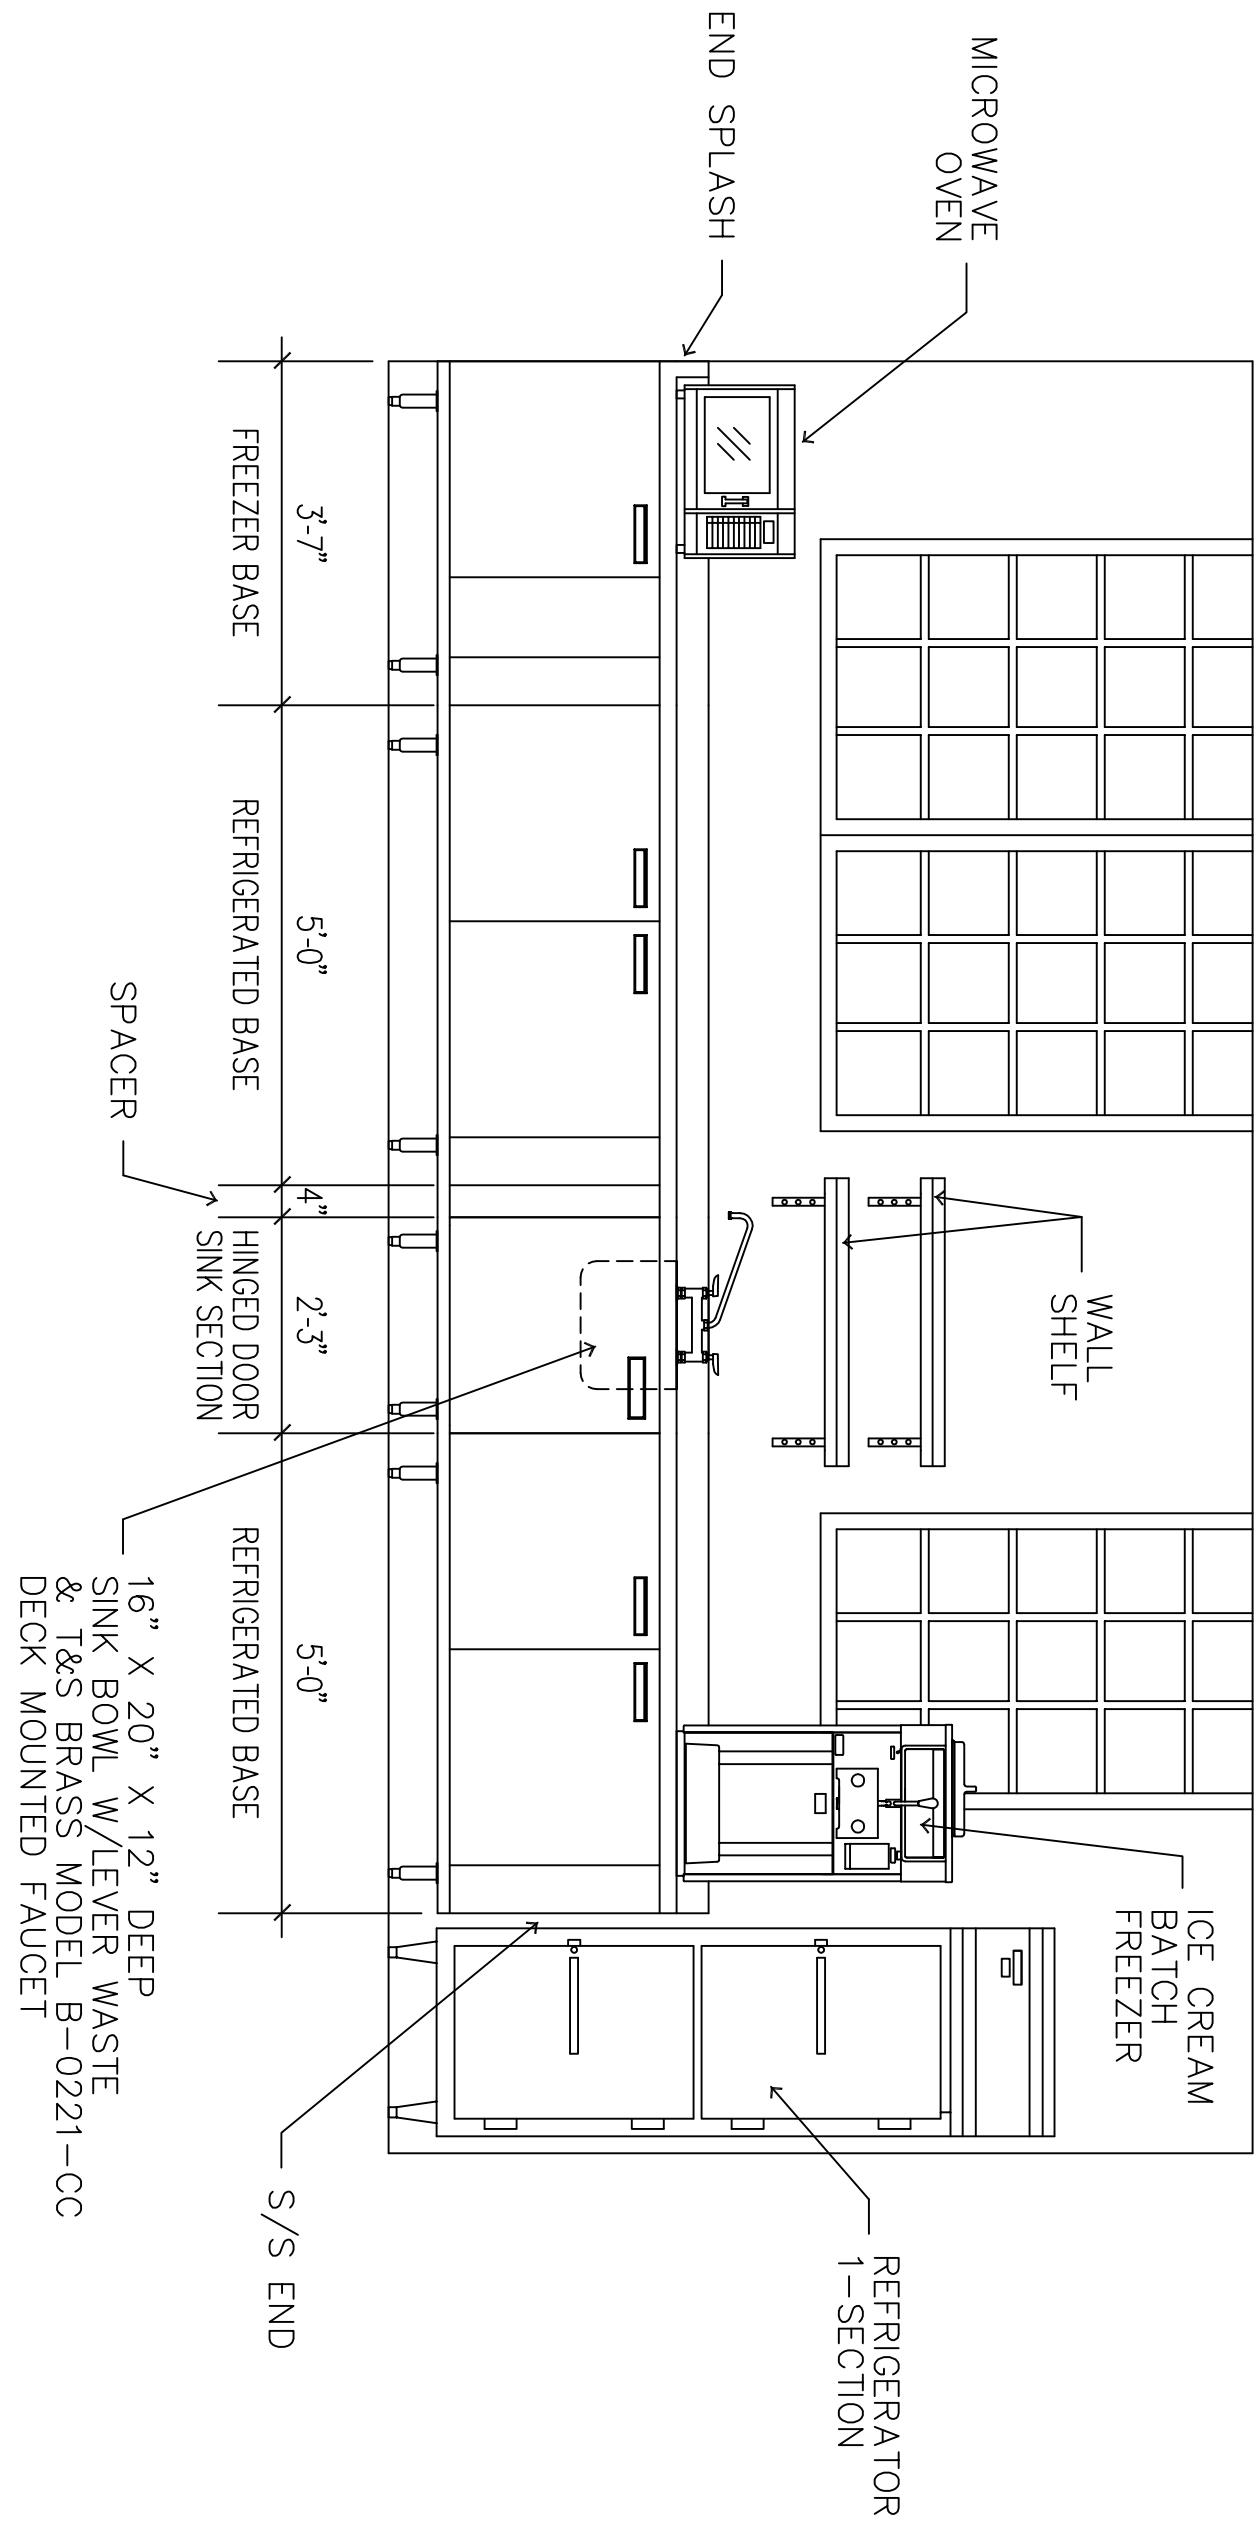 MICROWAVE
OVEN
END SPLASH
WALL
SHELF
ICE CREAM
BATCH
FREEZER
REFRIGERATOR
1-SECTION
3'-7"
5'-0"
4"
2'-3"
5'-0"
FREEZER BASE
REFRIGERATED BASE
HINGED DOOR
SINK SECTION
REFRIGERATED BASE
SPACER
S/S END
16" X 20" X 12" DEEP
SINK BOWL W/LEVER WASTE
& T&S BRASS MODEL B-0221-CC
DECK MOUNTED FAUCET